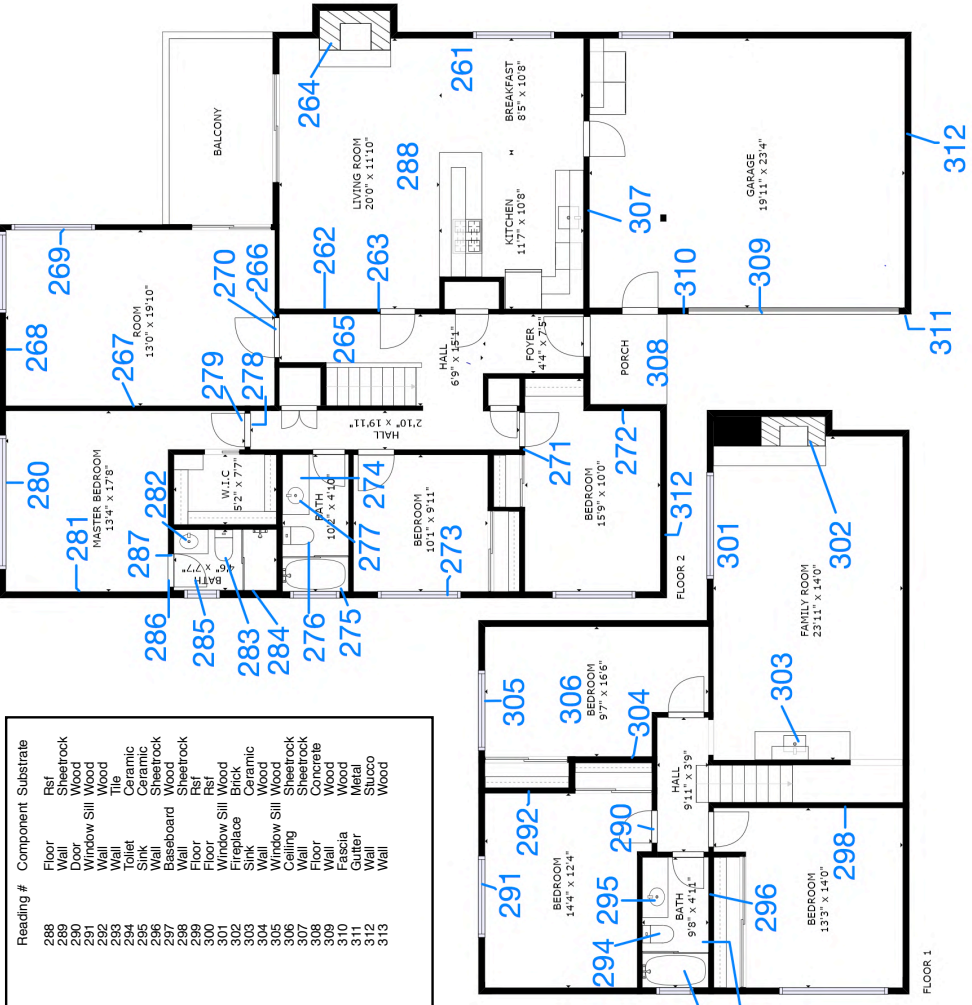 Reading # Component Substrate
288 Floor Rsf
289 Wall Sheetrock
290 Door Wood
291 Window Sill Wood
292 Wall Wood
293 Wall Tile
294 Toilet Ceramic
295 Sink Ceramic
296 Wall Sheetrock
297 Baseboard Wood
298 Wall Sheetrock
299 Floor Rsf
300 Floor Rsf
301 Window Sill Wood
302 Fireplace Brick
303 Sink Ceramic
304 Wall Wood
305 Window Sill Wood
306 Ceiling Sheetrock
307 Wall Sheetrock
308 Floor Concrete
309 Wall Wood
310 Fascia Wood
311 Gutter Metal
312 Wall Stucco
313 Wall Wood
BALCONY
264
261
LIVING ROOM
20'0" x 11'10"
288
BREAKFAST
8'5" x 10'8"
KITCHEN
11'7" x 10'8"
262
263
GARAGE
19'11" x 23'4"
307
309
310
311
312
269
268
ROOM
13'0" x 19'10"
267
270
266
265
HALL
6'9" x 15'1"
FOYER
4'4" x 7'5"
PORCH
308
279
278
HALL
2'10" x 19'11"
280
MASTER BEDROOM
13'4" x 17'8"
281
282
W.I.C
5'2" x 7'7"
287
286
285
BATH
4'6" x 7'7"
283
284
BATH
10'2" x 4'10"
274
277
276
275
BEDROOM
10'1" x 9'11"
273
271
272
BEDROOM
15'9" x 10'0"
312
FLOOR 2
301
302
FAMILY ROOM
23'11" x 14'0"
303
305
306
BEDROOM
9'7" x 16'6"
304
HALL
9'11" x 3'9"
292
290
291
BEDROOM
14'4" x 12'4"
295
294
BATH
9'8" x 4'11"
296
298
BEDROOM
13'3" x 14'0"
FLOOR 1